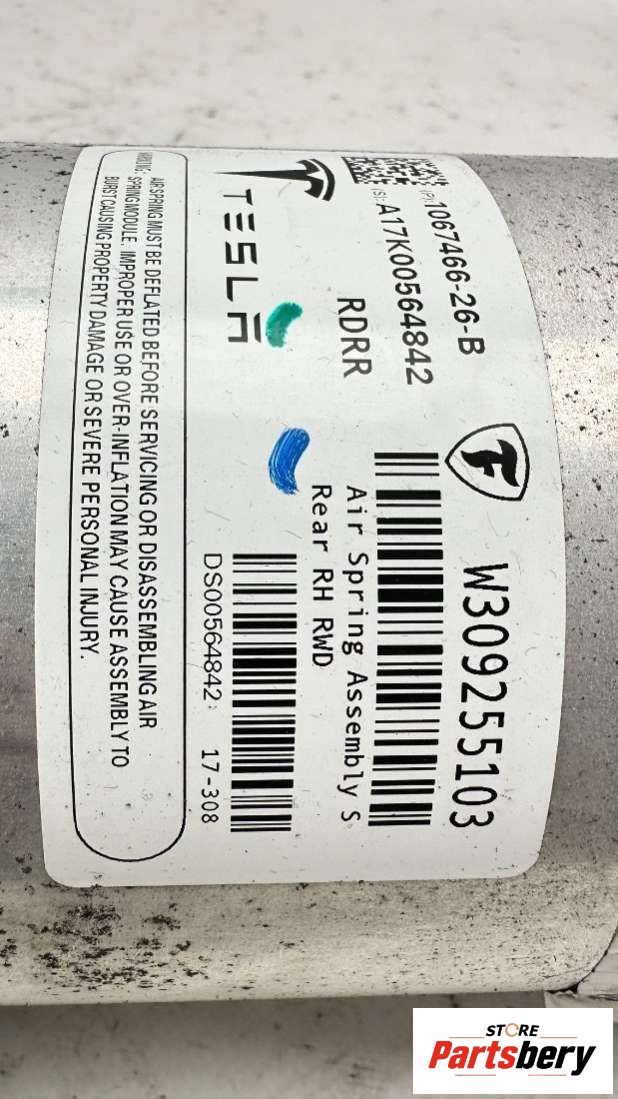 (P): 1067466-26-B
(S): A17K00564842
RDRR
TESLA
F
W309255103
Air Spring Assembly S
Rear RH RWD
DS00564842
17-308
WARNING: AIR SPRING MUST BE DEFLATED BEFORE SERVICING OR DISASSEMBLING AIR
SPRING MODULE. IMPROPER USE OR OVER-INFLATION MAY CAUSE ASSEMBLY TO
BURST CAUSING PROPERTY DAMAGE OR SEVERE PERSONAL INJURY.
STORE
Partsbery